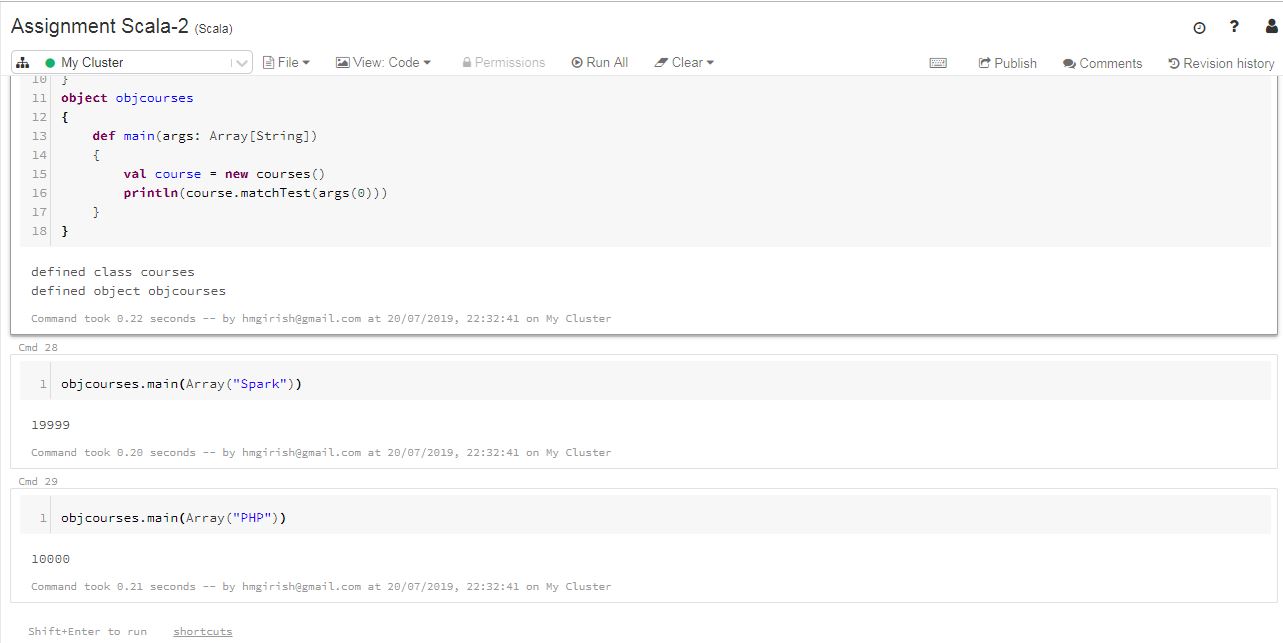 Assignment Scala-2 (Scala)
My Cluster File View: Code Permissions Run All Clear Publish Comments Revision history
10 }
11 object objcourses
12 {
13 def main(args: Array[String])
14 {
15 val course = new courses()
16 println(course.matchTest(args(0)))
17 }
18 }
defined class courses
defined object objcourses
Command took 0.22 seconds -- by hmgirish@gmail.com at 20/07/2019, 22:32:41 on My Cluster
Cmd 28
1 objcourses.main(Array("Spark"))
19999
Command took 0.20 seconds -- by hmgirish@gmail.com at 20/07/2019, 22:32:41 on My Cluster
Cmd 29
1 objcourses.main(Array("PHP"))
10000
Command took 0.21 seconds -- by hmgirish@gmail.com at 20/07/2019, 22:32:41 on My Cluster
Shift+Enter to run shortcuts